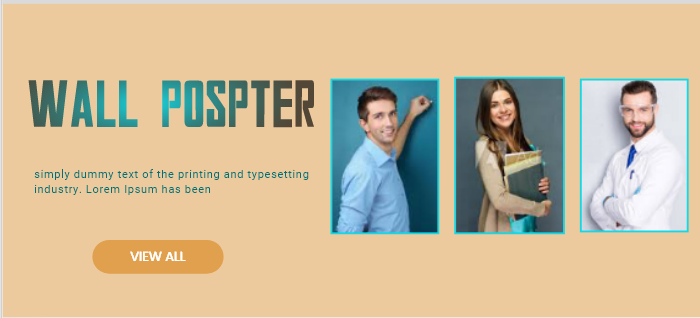 WALL POSPTER
simply dummy text of the printing and typesetting
industry. Lorem Ipsum has been
VIEW ALL